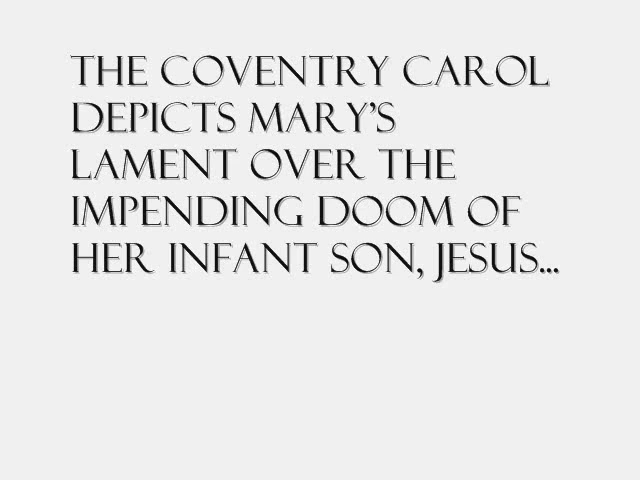 THE COVENTRY CAROL
DEPICTS MARY'S
LAMENT OVER THE
IMPENDING DOOM OF
HER INFANT SON, JESUS...